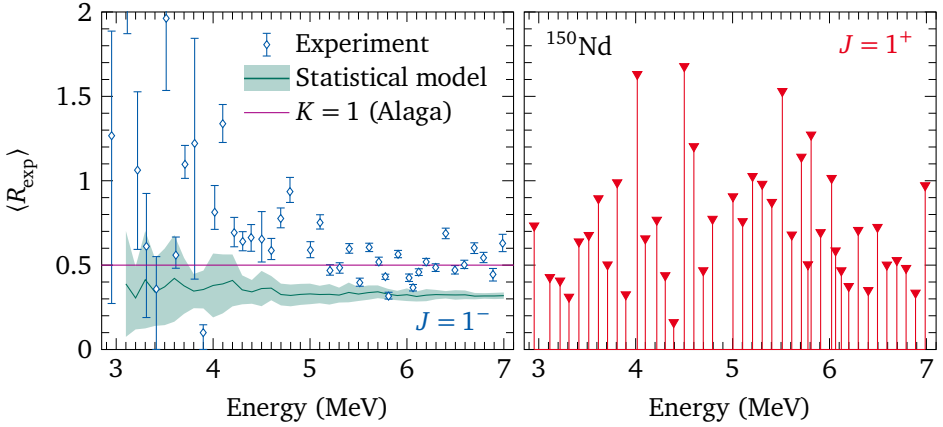 2
1.5
1
0.5
0
⟨R_exp⟩
Experiment
Statistical model
K = 1 (Alaga)
J = 1⁻
3 4 5 6 7
Energy (MeV)
¹⁵⁰Nd
J = 1⁺
3 4 5 6 7
Energy (MeV)